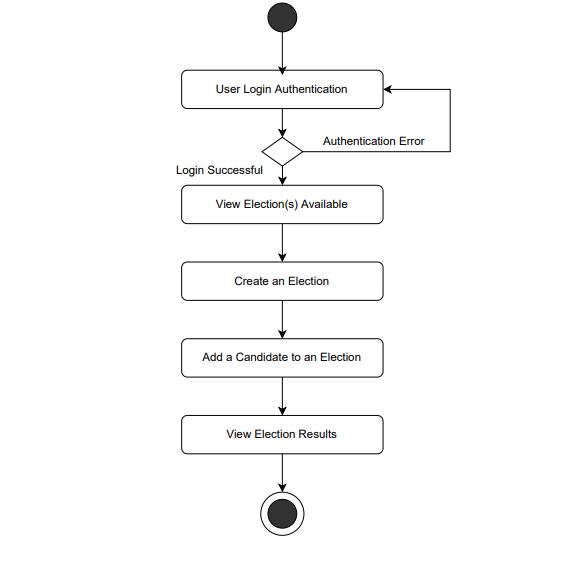 User Login Authentication
Authentication Error
Login Successful
View Election(s) Available
Create an Election
Add a Candidate to an Election
View Election Results